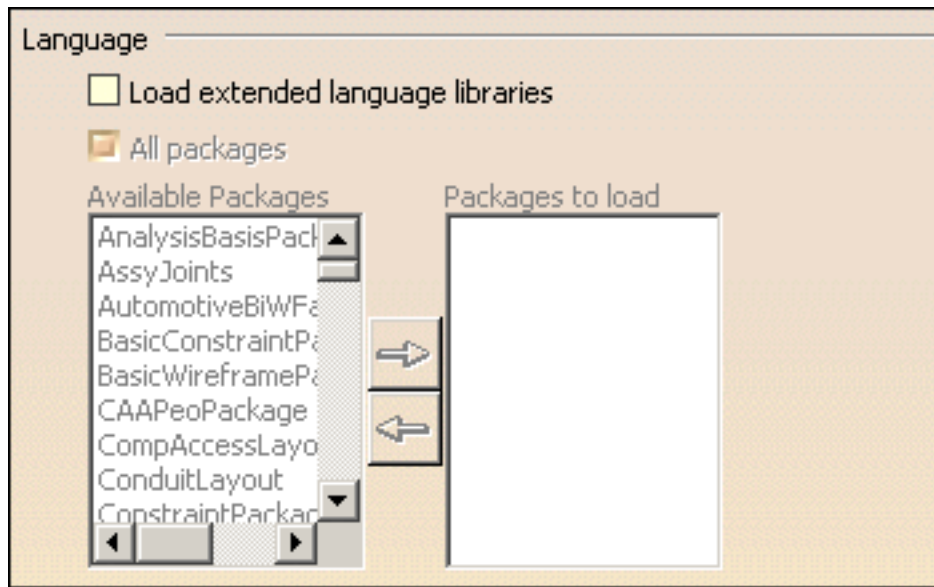 Language
Load extended language libraries
All packages
Available Packages
Packages to load
AnalysisBasisPack
AssyJoints
AutomotiveBiWFa
BasicConstraintPa
BasicWireframePa
CAAPeoPackage
CompAccessLayo
ConduitLayout
ConstraintPackag